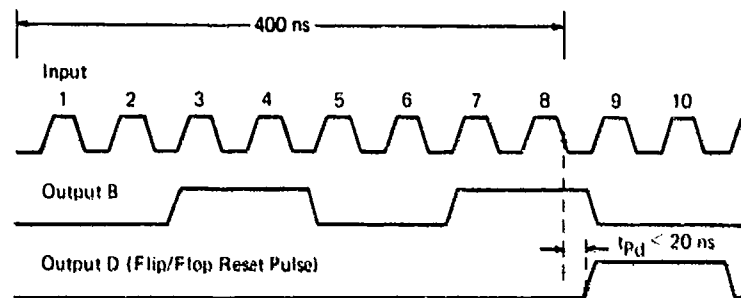 400 ns
Input
1 2 3 4 5 6 7 8 9 10
Output B
tPd < 20 ns
Output D (Flip/Flop Reset Pulse)